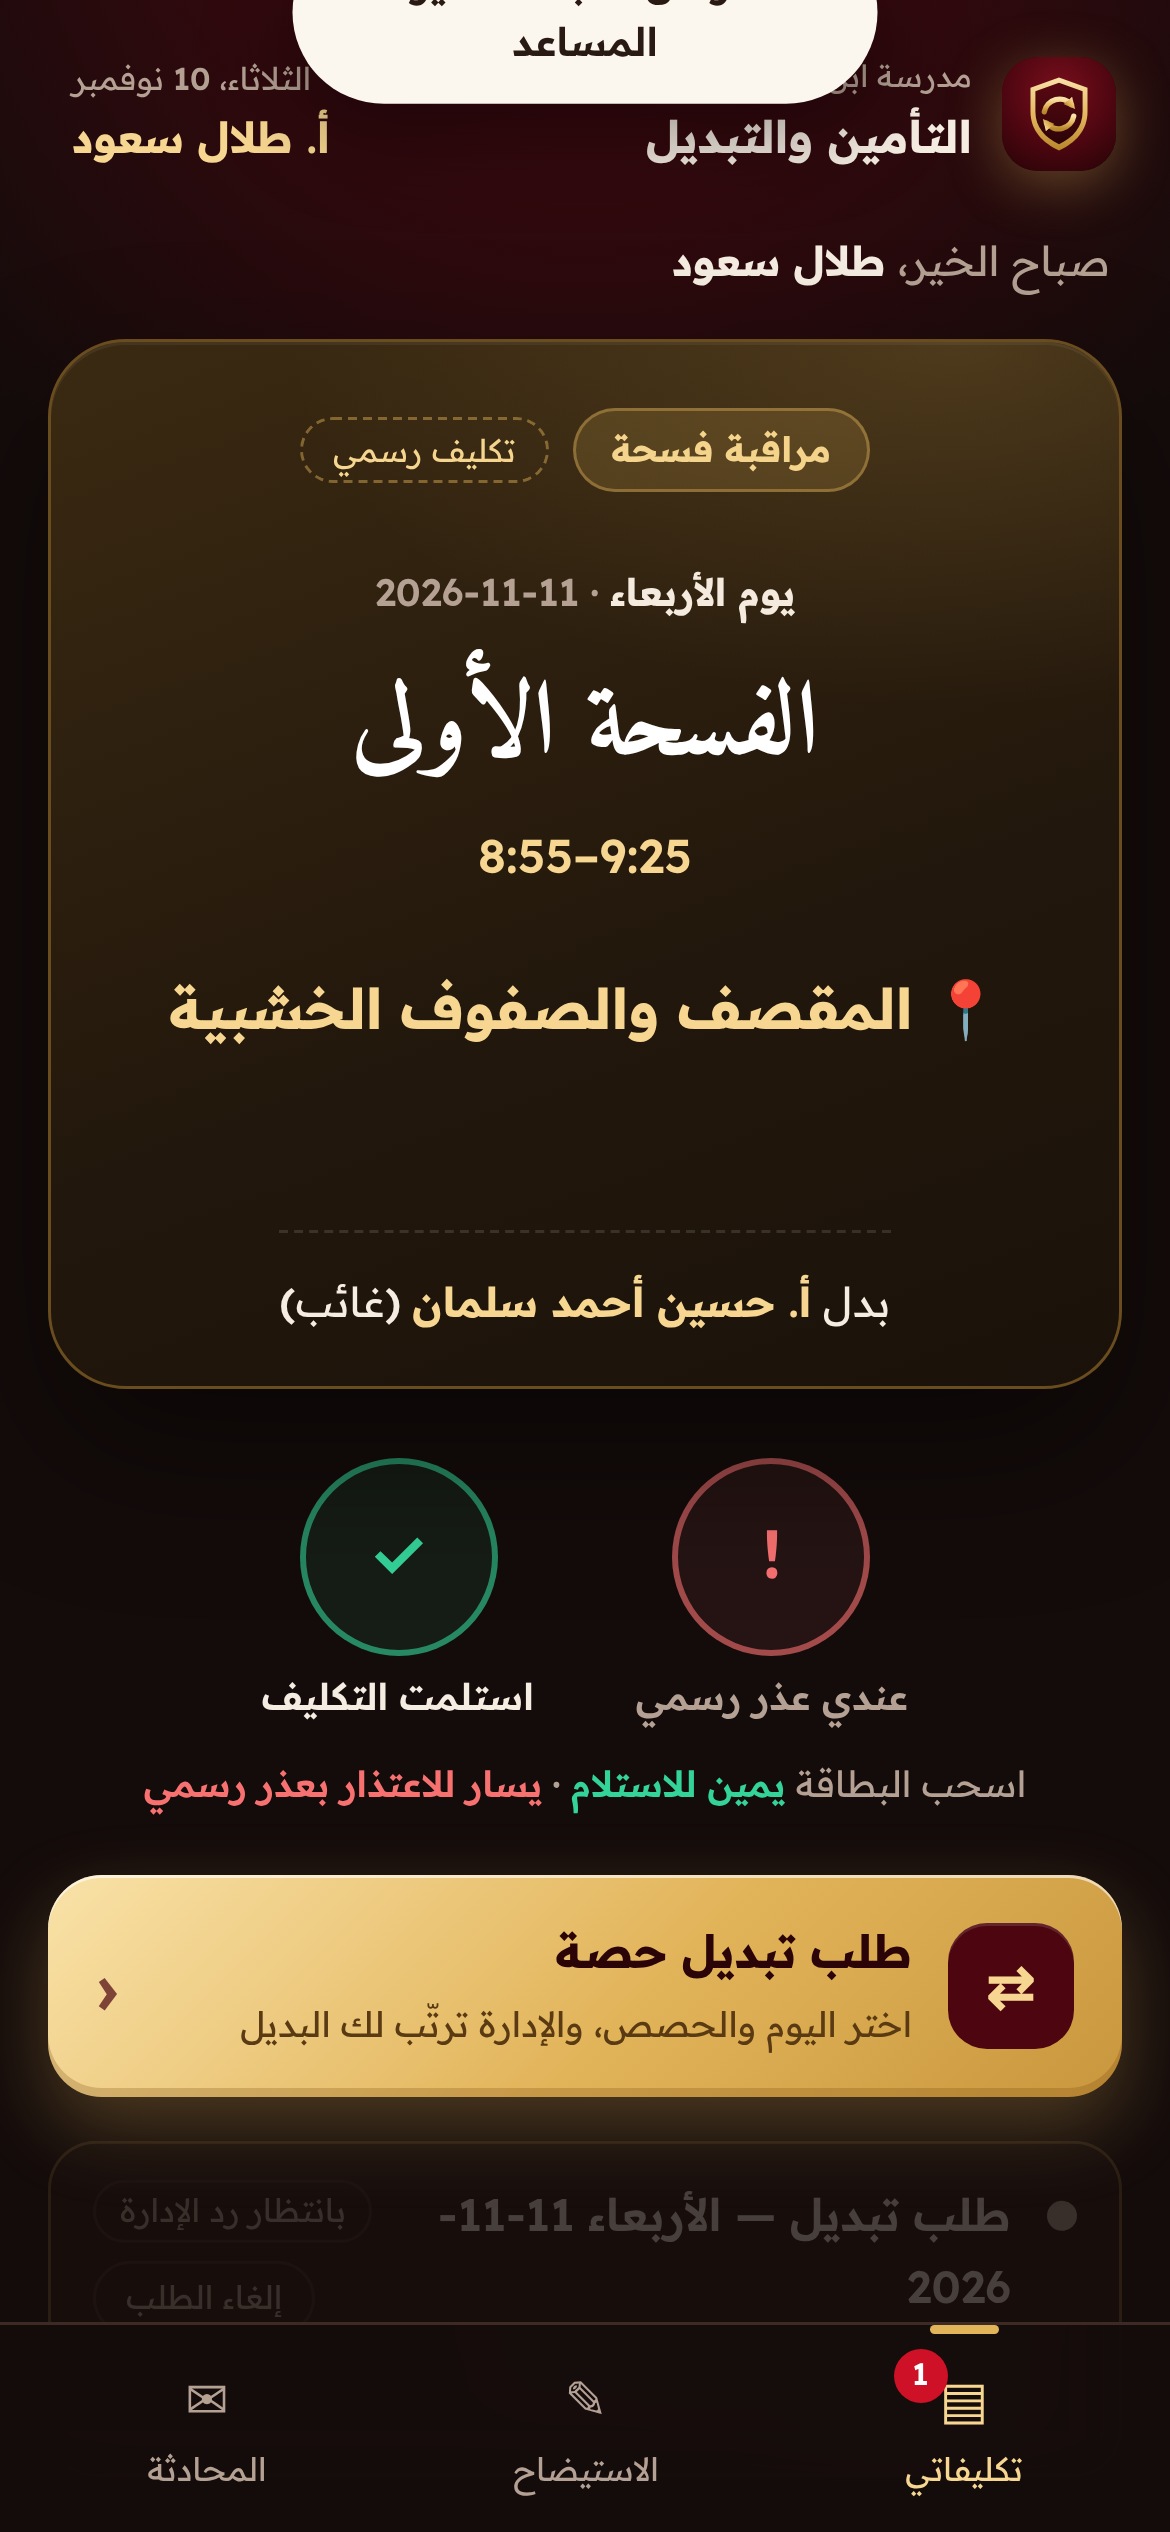 المساعد
مدرسة
التأمين والتبديل
الثلاثاء، 10 نوفمبر
أ. طلال سعود
صباح الخير، طلال سعود
مراقبة فسحة
تكليف رسمي
يوم الأربعاء · 11-11-2026
الفسحة الأولى
8:55–9:25
المقصف والصفوف الخشبية
بدل أ. حسين أحمد سلمان (غائب)
!
عندي عذر رسمي
استلمت التكليف
اسحب البطاقة يمين للاستلام · يسار للاعتذار بعذر رسمي
طلب تبديل حصة
اختر اليوم والحصص، والإدارة ترتّب لك البديل
طلب تبديل — الأربعاء 11-11-
2026
بانتظار رد الإدارة
إلغاء الطلب
1
تكليفاتي
الاستيضاح
المحادثة